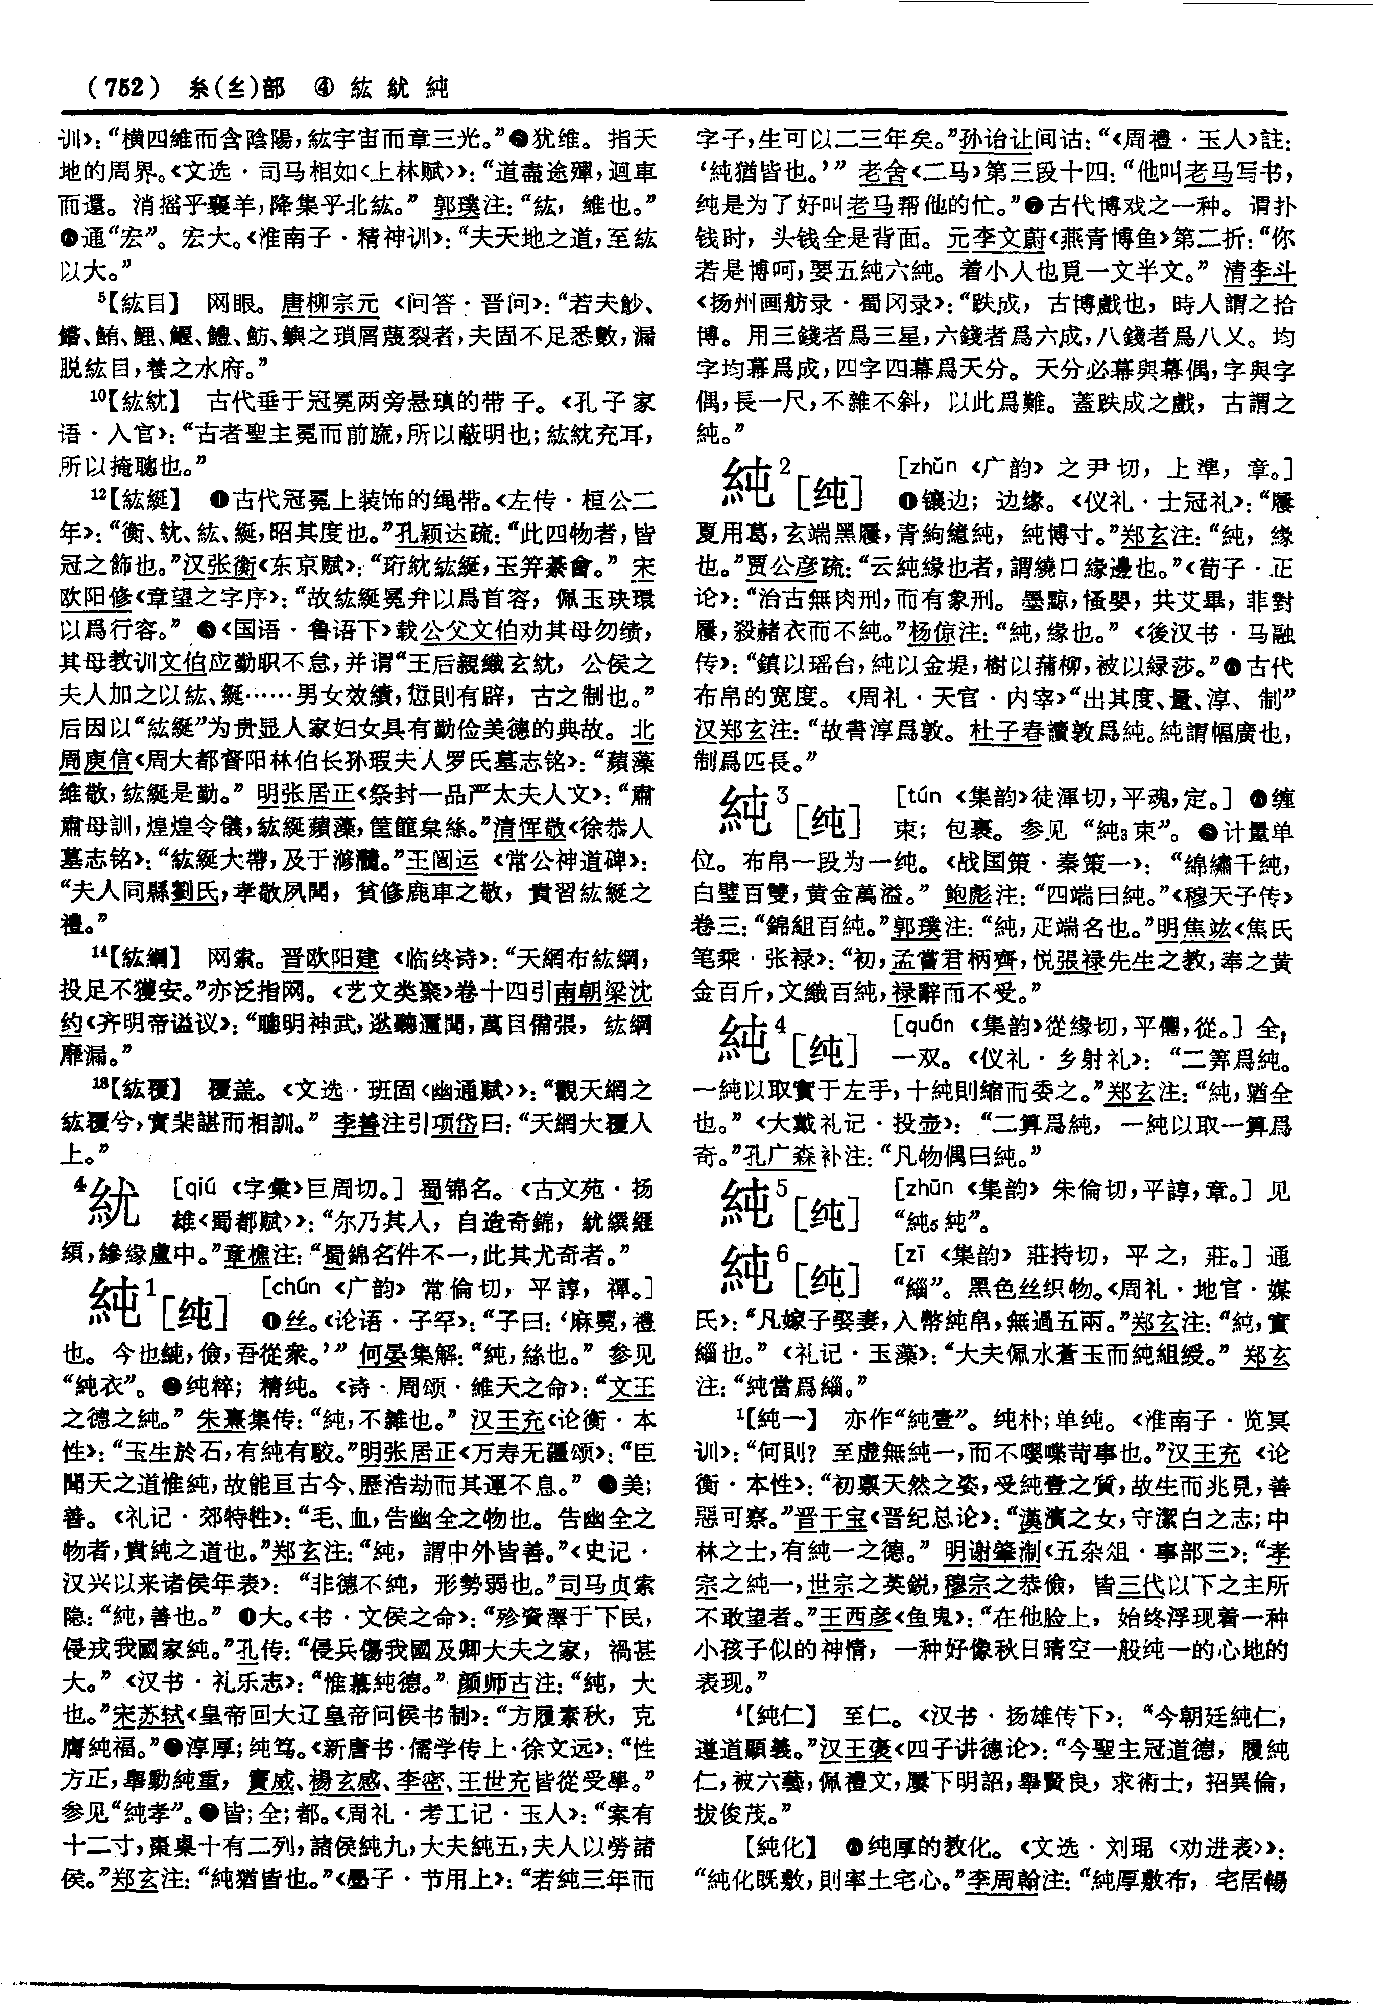 (752) 糸(纟)部 ④ 紘 紌 純
训》：“横四維而含陰陽，紘宇宙而章三光。”❺犹维。指天
地的周界。《文选·司马相如〈上林赋〉》：“道盡途殫，迴車
而還。消摇乎襄羊，降集乎北紘。”郭璞注：“紘，維也。”
❻通“宏”。宏大。《淮南子·精神训》：“夫天地之道，至紘
以大。”
5【紘目】 网眼。唐柳宗元《问答·晋问》：“若夫魦、
鮥、鮪、鯉、鰋、鱧、魴、鱮之瑣屑蔑裂者，夫固不足悉數，漏
脱紘目，養之水府。”
10【紘紞】 古代垂于冠冕两旁悬瑱的带子。《孔子家
语·入官》：“古者聖主冕而前旒，所以蔽明也；紘紞充耳，
所以掩聰也。”
12【紘綖】 ❶古代冠冕上装饰的绳带。《左传·桓公二
年》：“衡、紞、紘、綖，昭其度也。”孔颖达疏：“此四物者，皆
冠之飾也。”汉张衡《东京赋》：“珩紞紘綖，玉笄綦會。”宋
欧阳修《章望之字序》：“故紘綖冕弁以爲首容，佩玉玦環
以爲行容。”❷《国语·鲁语下》载公父文伯劝其母勿绩，
其母教训文伯应勤职不怠，并谓“王后親織玄紞，公侯之
夫人加之以紘、綖……男女效績，愆則有辟，古之制也。”
后因以“紘綖”为贵显人家妇女具有勤俭美德的典故。北
周庾信《周大都督阳林伯长孙瑕夫人罗氏墓志铭》：“蘋藻
維敬，紘綖是勤。”明张居正《祭封一品严太夫人文》：“肅
肅母訓，煌煌令儀，紘綖蘋藻，筐篚枲絲。”清恽敬《徐恭人
墓志铭》：“紘綖大帶，及于滫瀡。”王闿运《常公神道碑》：
“夫人同縣劉氏，孝敬夙聞，貧修鹿車之敬，貴習紘綖之
禮。”
14【紘綱】 网索。晋欧阳建《临终诗》：“天網布紘綱，
投足不獲安。”亦泛指网。《艺文类聚》卷十四引南朝梁沈
约《齐明帝谥议》：“聰明神武，逖聽遐聞，萬目備張，紘綱
靡漏。”
18【紘覆】 覆盖。《文选·班固〈幽通赋〉》：“觀天網之
紘覆兮，實棐諶而相訓。”李善注引项岱曰：“天網大覆人
上。”
4紌 [qiú《字彙》巨周切。] 蜀锦名。《古文苑·扬
雄〈蜀都赋〉》：“尔乃其人，自造奇錦，紌繏䋺
䋶，縿緣盧中。”章樵注：“蜀錦名件不一，此其尤奇者。”
純1[纯] [chún《广韵》常倫切，平諄，禪。]
❶丝。《论语·子罕》：“子曰：‘麻冕，禮
也。今也純，儉，吾從衆。’”何晏集解：“純，絲也。”参见
“純衣”。❷纯粹；精纯。《诗·周颂·維天之命》：“文王
之德之純。”朱熹集传：“純，不雜也。”汉王充《论衡·本
性》：“玉生於石，有純有駁。”明张居正《万寿无疆颂》：“臣
聞天之道惟純，故能亘古今、歷浩劫而其運不息。”❸美；
善。《礼记·郊特牲》：“毛、血，告幽全之物也。告幽全之
物者，貴純之道也。”郑玄注：“純，謂中外皆善。”《史记·
汉兴以来诸侯年表》：“非德不純，形勢弱也。”司马贞索
隐：“純，善也。”❹大。《书·文侯之命》：“殄資澤于下民，
侵戎我國家純。”孔传：“侵兵傷我國及卿大夫之家，禍甚
大。”《汉书·礼乐志》：“惟慕純德。”颜师古注：“純，大
也。”宋苏轼《皇帝回大辽皇帝问侯书制》：“方履素秋，克
膺純福。”❺淳厚；纯笃。《新唐书·儒学传上·徐文远》：“性
方正，舉動純重，竇威、楊玄感、李密、王世充皆從受學。”
参见“純孝”。❻皆；全；都。《周礼·考工记·玉人》：“案有
十二寸，棗㮚十有二列，諸侯純九，大夫純五，夫人以勞諸
侯。”郑玄注：“純猶皆也。”《墨子·节用上》：“若純三年而
字子，生可以二三年矣。”孙诒让间诂：“《周禮·玉人》註：
‘純猶皆也。’”老舍《二马》第三段十四：“他叫老马写书，
纯是为了好叫老马帮他的忙。”❼古代博戏之一种。谓扑
钱时，头钱全是背面。元李文蔚《燕青博鱼》第二折：“你
若是博呵，要五純六純。着小人也覓一文半文。”清李斗
《扬州画舫录·蜀冈录》：“跌成，古博戲也，時人謂之拾
博。用三錢者爲三星，六錢者爲六成，八錢者爲八乂。均
字均幕爲成，四字四幕爲天分。天分必幕與幕偶，字與字
偶，長一尺，不雜不斜，以此爲難。蓋跌成之戲，古謂之
純。”
純2[纯] [zhǔn《广韵》之尹切，上準，章。]
❶镶边；边缘。《仪礼·士冠礼》：“屨
夏用葛，玄端黑屨，青絇繶純，純博寸。”郑玄注：“純，缘
也。”贾公彦疏：“云純緣也者，謂繞口緣邊也。”《荀子·正
论》：“治古無肉刑，而有象刑。墨黥，慅嬰，共艾畢，菲對
屨，殺赭衣而不純。”杨倞注：“純，緣也。”《後汉书·马融
传》：“鎮以瑶台，純以金堤，樹以蒲柳，被以緑莎。”❷古代
布帛的宽度。《周礼·天官·内宰》“出其度、量、淳、制”
汉郑玄注：“故書淳爲敦。杜子春讀敦爲純。純謂幅廣也，
制爲匹長。”
純3[纯] [tún《集韵》徒渾切，平魂，定。] ❶缠
束；包裹。参见“純3束”。❷计量单
位。布帛一段为一纯。《战国策·秦策一》：“綿繡千純，
白璧百雙，黄金萬溢。”鲍彪注：“四端曰純。”《穆天子传》
卷三：“錦組百純。”郭璞注：“純，疋端名也。”明焦竑《焦氏
笔乘·张禄》：“初，孟嘗君柄齊，悦張禄先生之教，奉之黄
金百斤，文織百純，禄辭而不受。”
純4[纯] [quán《集韵》從緣切，平僊，從。] 全，
一双。《仪礼·乡射礼》：“二筭爲純。
一純以取實于左手，十純則縮而委之。”郑玄注：“純，猶全
也。”《大戴礼记·投壶》：“二算爲純，一純以取一算爲
奇。”孔广森补注：“凡物偶曰純。”
純5[纯] [zhūn《集韵》朱倫切，平諄，章。] 见
“純5純”。
純6[纯] [zī《集韵》莊持切，平之，莊。] 通
“緇”。黑色丝织物。《周礼·地官·媒
氏》：“凡嫁子娶妻，入幣純帛，無過五兩。”郑玄注：“純，實
緇也。”《礼记·玉藻》：“大夫佩水蒼玉而純組綬。”郑玄
注：“純當爲緇。”
1【純一】 亦作“純壹”。纯朴；单纯。《淮南子·览冥
训》：“何則？至虚無純一，而不嘐喋苛事也。”汉王充《论
衡·本性》：“初禀天然之姿，受純壹之質，故生而兆見，善
惡可察。”晋干宝《晋纪总论》：“漢濱之女，守潔白之志；中
林之士，有純一之德。”明谢肇淛《五杂俎·事部三》：“孝
宗之純一，世宗之英鋭，穆宗之恭儉，皆三代以下之主所
不敢望者。”王西彦《鱼鬼》：“在他脸上，始终浮现着一种
小孩子似的神情，一种好像秋日晴空一般纯一的心地的
表现。”
4【純仁】 至仁。《汉书·扬雄传下》：“今朝廷純仁，
遵道顯義。”汉王褒《四子讲德论》：“今聖主冠道德，履純
仁，被六藝，佩禮文，屢下明詔，舉賢良，求術士，招異倫，
拔俊茂。”
【純化】 ❶纯厚的教化。《文选·刘琨〈劝进表〉》：
“純化既敷，則率土宅心。”李周翰注：“純厚敷布，宅居暢